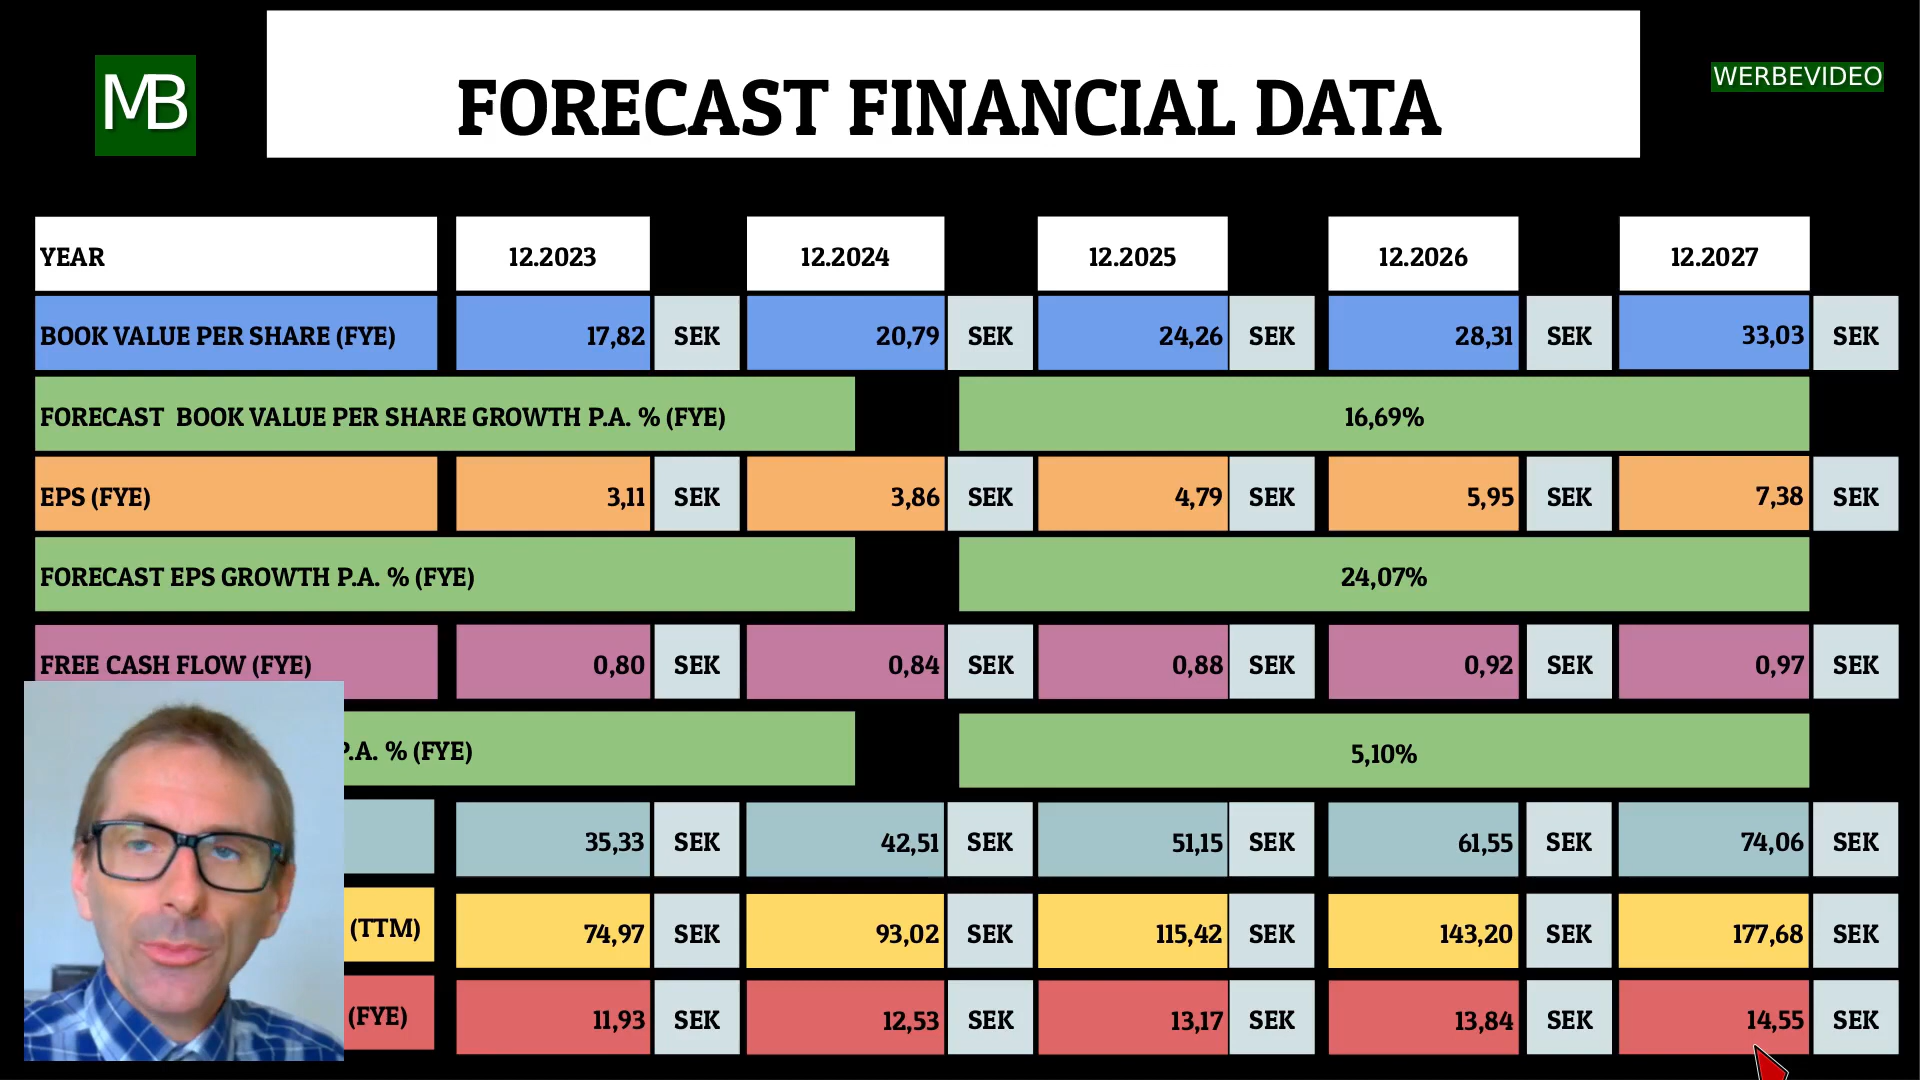 MB
FORECAST FINANCIAL DATA
WERBEVIDEO
YEAR 12.2023 12.2024 12.2025 12.2026 12.2027
BOOK VALUE PER SHARE (FYE) 17,82 SEK 20,79 SEK 24,26 SEK 28,31 SEK 33,03 SEK
FORECAST BOOK VALUE PER SHARE GROWTH P.A. % (FYE) 16,69%
EPS (FYE) 3,11 SEK 3,86 SEK 4,79 SEK 5,95 SEK 7,38 SEK
FORECAST EPS GROWTH P.A. % (FYE) 24,07%
FREE CASH FLOW (FYE) 0,80 SEK 0,84 SEK 0,88 SEK 0,92 SEK 0,97 SEK
P.A. % (FYE) 5,10%
35,33 SEK 42,51 SEK 51,15 SEK 61,55 SEK 74,06 SEK
(TTM) 74,97 SEK 93,02 SEK 115,42 SEK 143,20 SEK 177,68 SEK
(FYE) 11,93 SEK 12,53 SEK 13,17 SEK 13,84 SEK 14,55 SEK